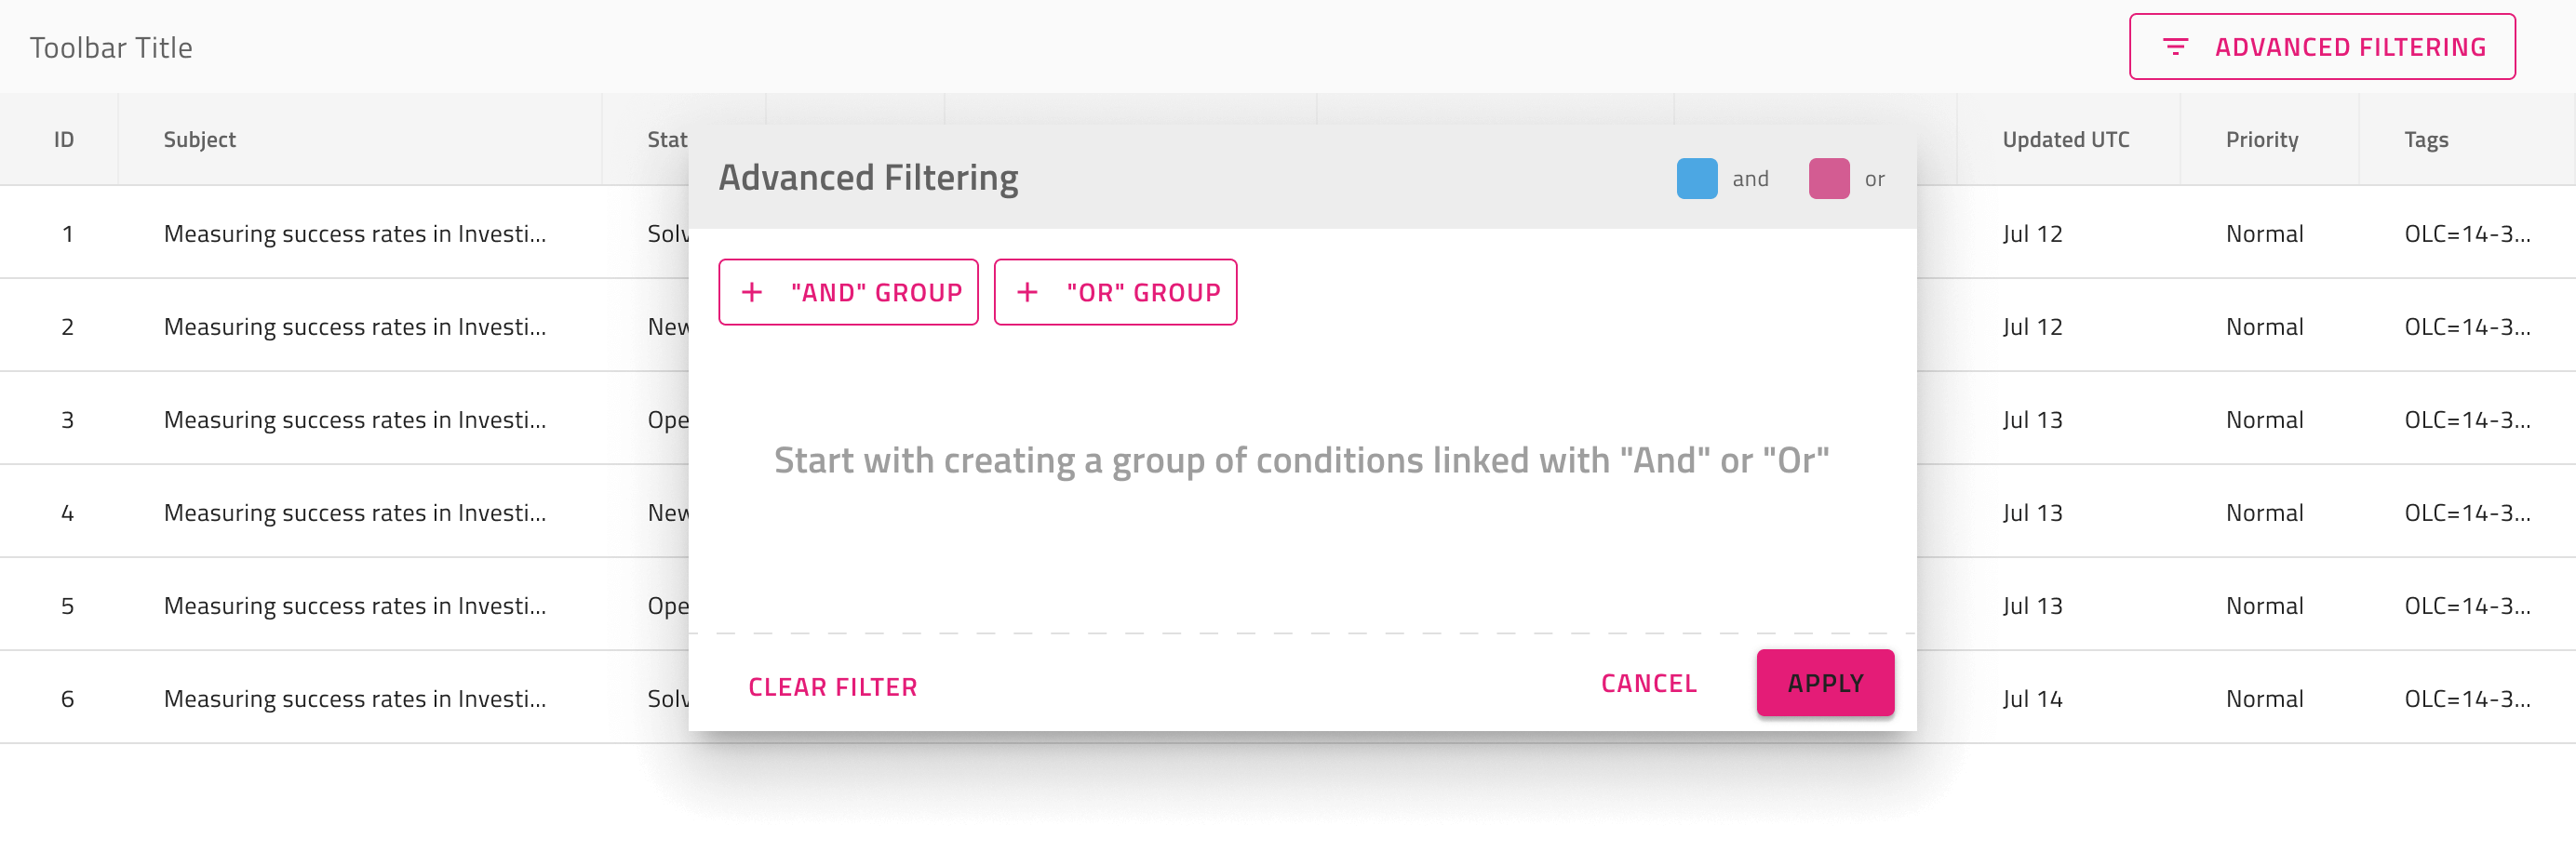 Toolbar Title
ADVANCED FILTERING
ID Subject Stat Updated UTC Priority Tags
Advanced Filtering and or
1 Measuring success rates in Investi... Solv Jul 12 Normal OLC=14-3...
+ "AND" GROUP + "OR" GROUP
2 Measuring success rates in Investi... New Jul 12 Normal OLC=14-3...
3 Measuring success rates in Investi... Ope Jul 13 Normal OLC=14-3...
Start with creating a group of conditions linked with "And" or "Or"
4 Measuring success rates in Investi... New Jul 13 Normal OLC=14-3...
5 Measuring success rates in Investi... Ope Jul 13 Normal OLC=14-3...
6 Measuring success rates in Investi... Solv Jul 14 Normal OLC=14-3...
CLEAR FILTER CANCEL APPLY